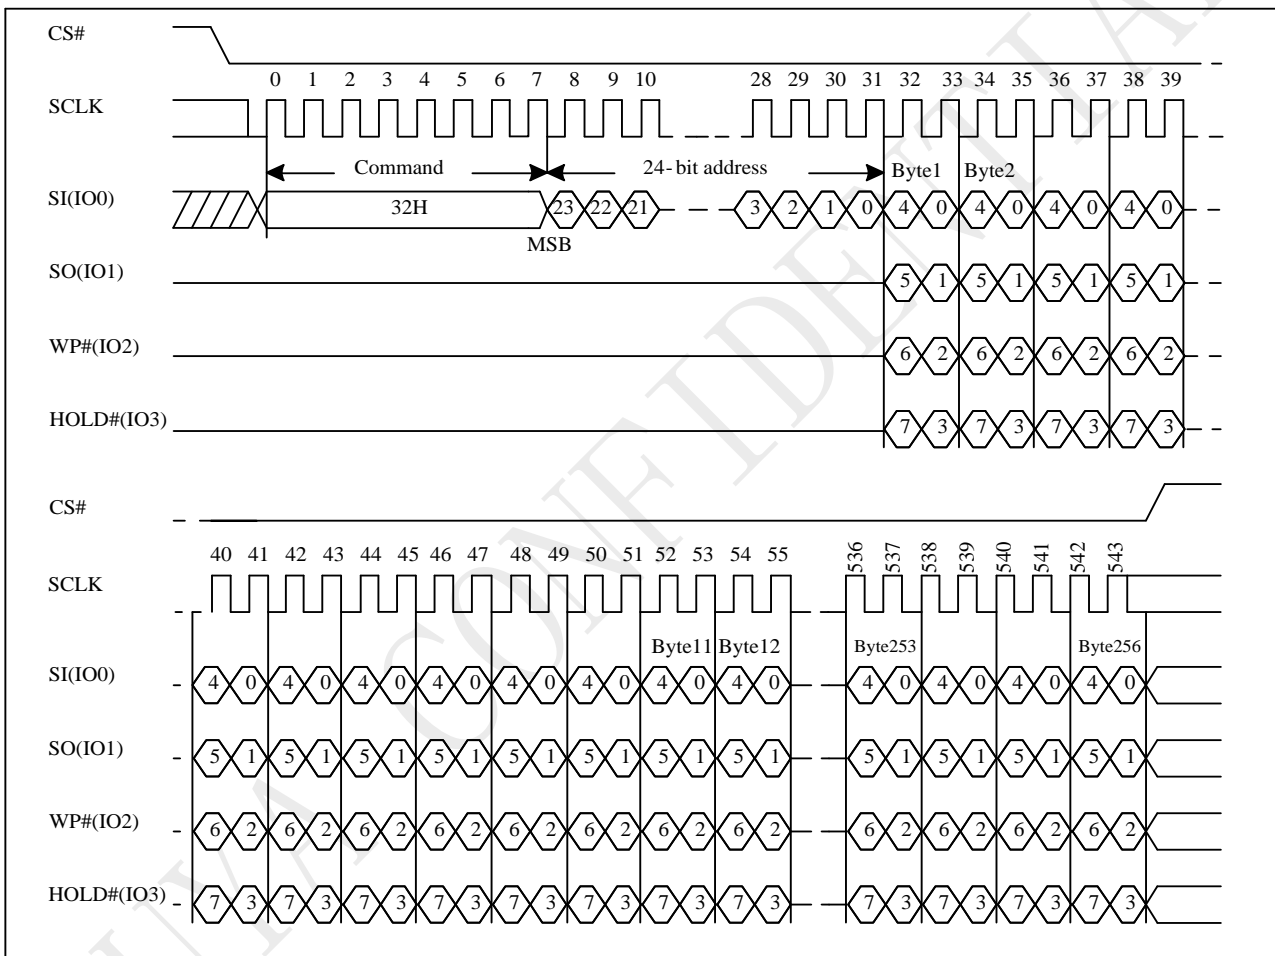 CS#
0 1 2 3 4 5 6 7 8 9 10 28 29 30 31 32 33 34 35 36 37 38 39
SCLK
Command 24-bit address Byte1 Byte2
SI(IO0) 32H 23 22 21 3 2 1 0 4 0 4 0 4 0 4 0
MSB
SO(IO1) 5 1 5 1 5 1 5 1
WP#(IO2) 6 2 6 2 6 2 6 2
HOLD#(IO3) 7 3 7 3 7 3 7 3
CS#
40 41 42 43 44 45 46 47 48 49 50 51 52 53 54 55 536 537 538 539 540 541 542 543
SCLK
Byte11 Byte12 Byte253 Byte256
SI(IO0) 4 0 4 0 4 0 4 0 4 0 4 0 4 0 4 0 4 0 4 0 4 0 4 0
SO(IO1) 5 1 5 1 5 1 5 1 5 1 5 1 5 1 5 1 5 1 5 1 5 1 5 1
WP#(IO2) 6 2 6 2 6 2 6 2 6 2 6 2 6 2 6 2 6 2 6 2 6 2 6 2
HOLD#(IO3) 7 3 7 3 7 3 7 3 7 3 7 3 7 3 7 3 7 3 7 3 7 3 7 3
UYA CONFIDENTIAL